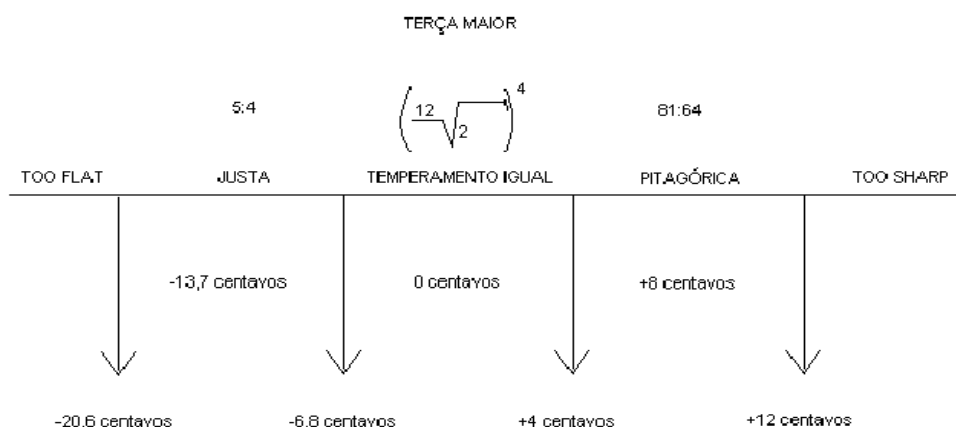 TERÇA MAIOR
5:4
(12√2)^4
81:64
TOO FLAT JUSTA TEMPERAMENTO IGUAL PITAGÓRICA TOO SHARP
-13,7 centavos 0 centavos +8 centavos
-20,6 centavos -6,8 centavos +4 centavos +12 centavos